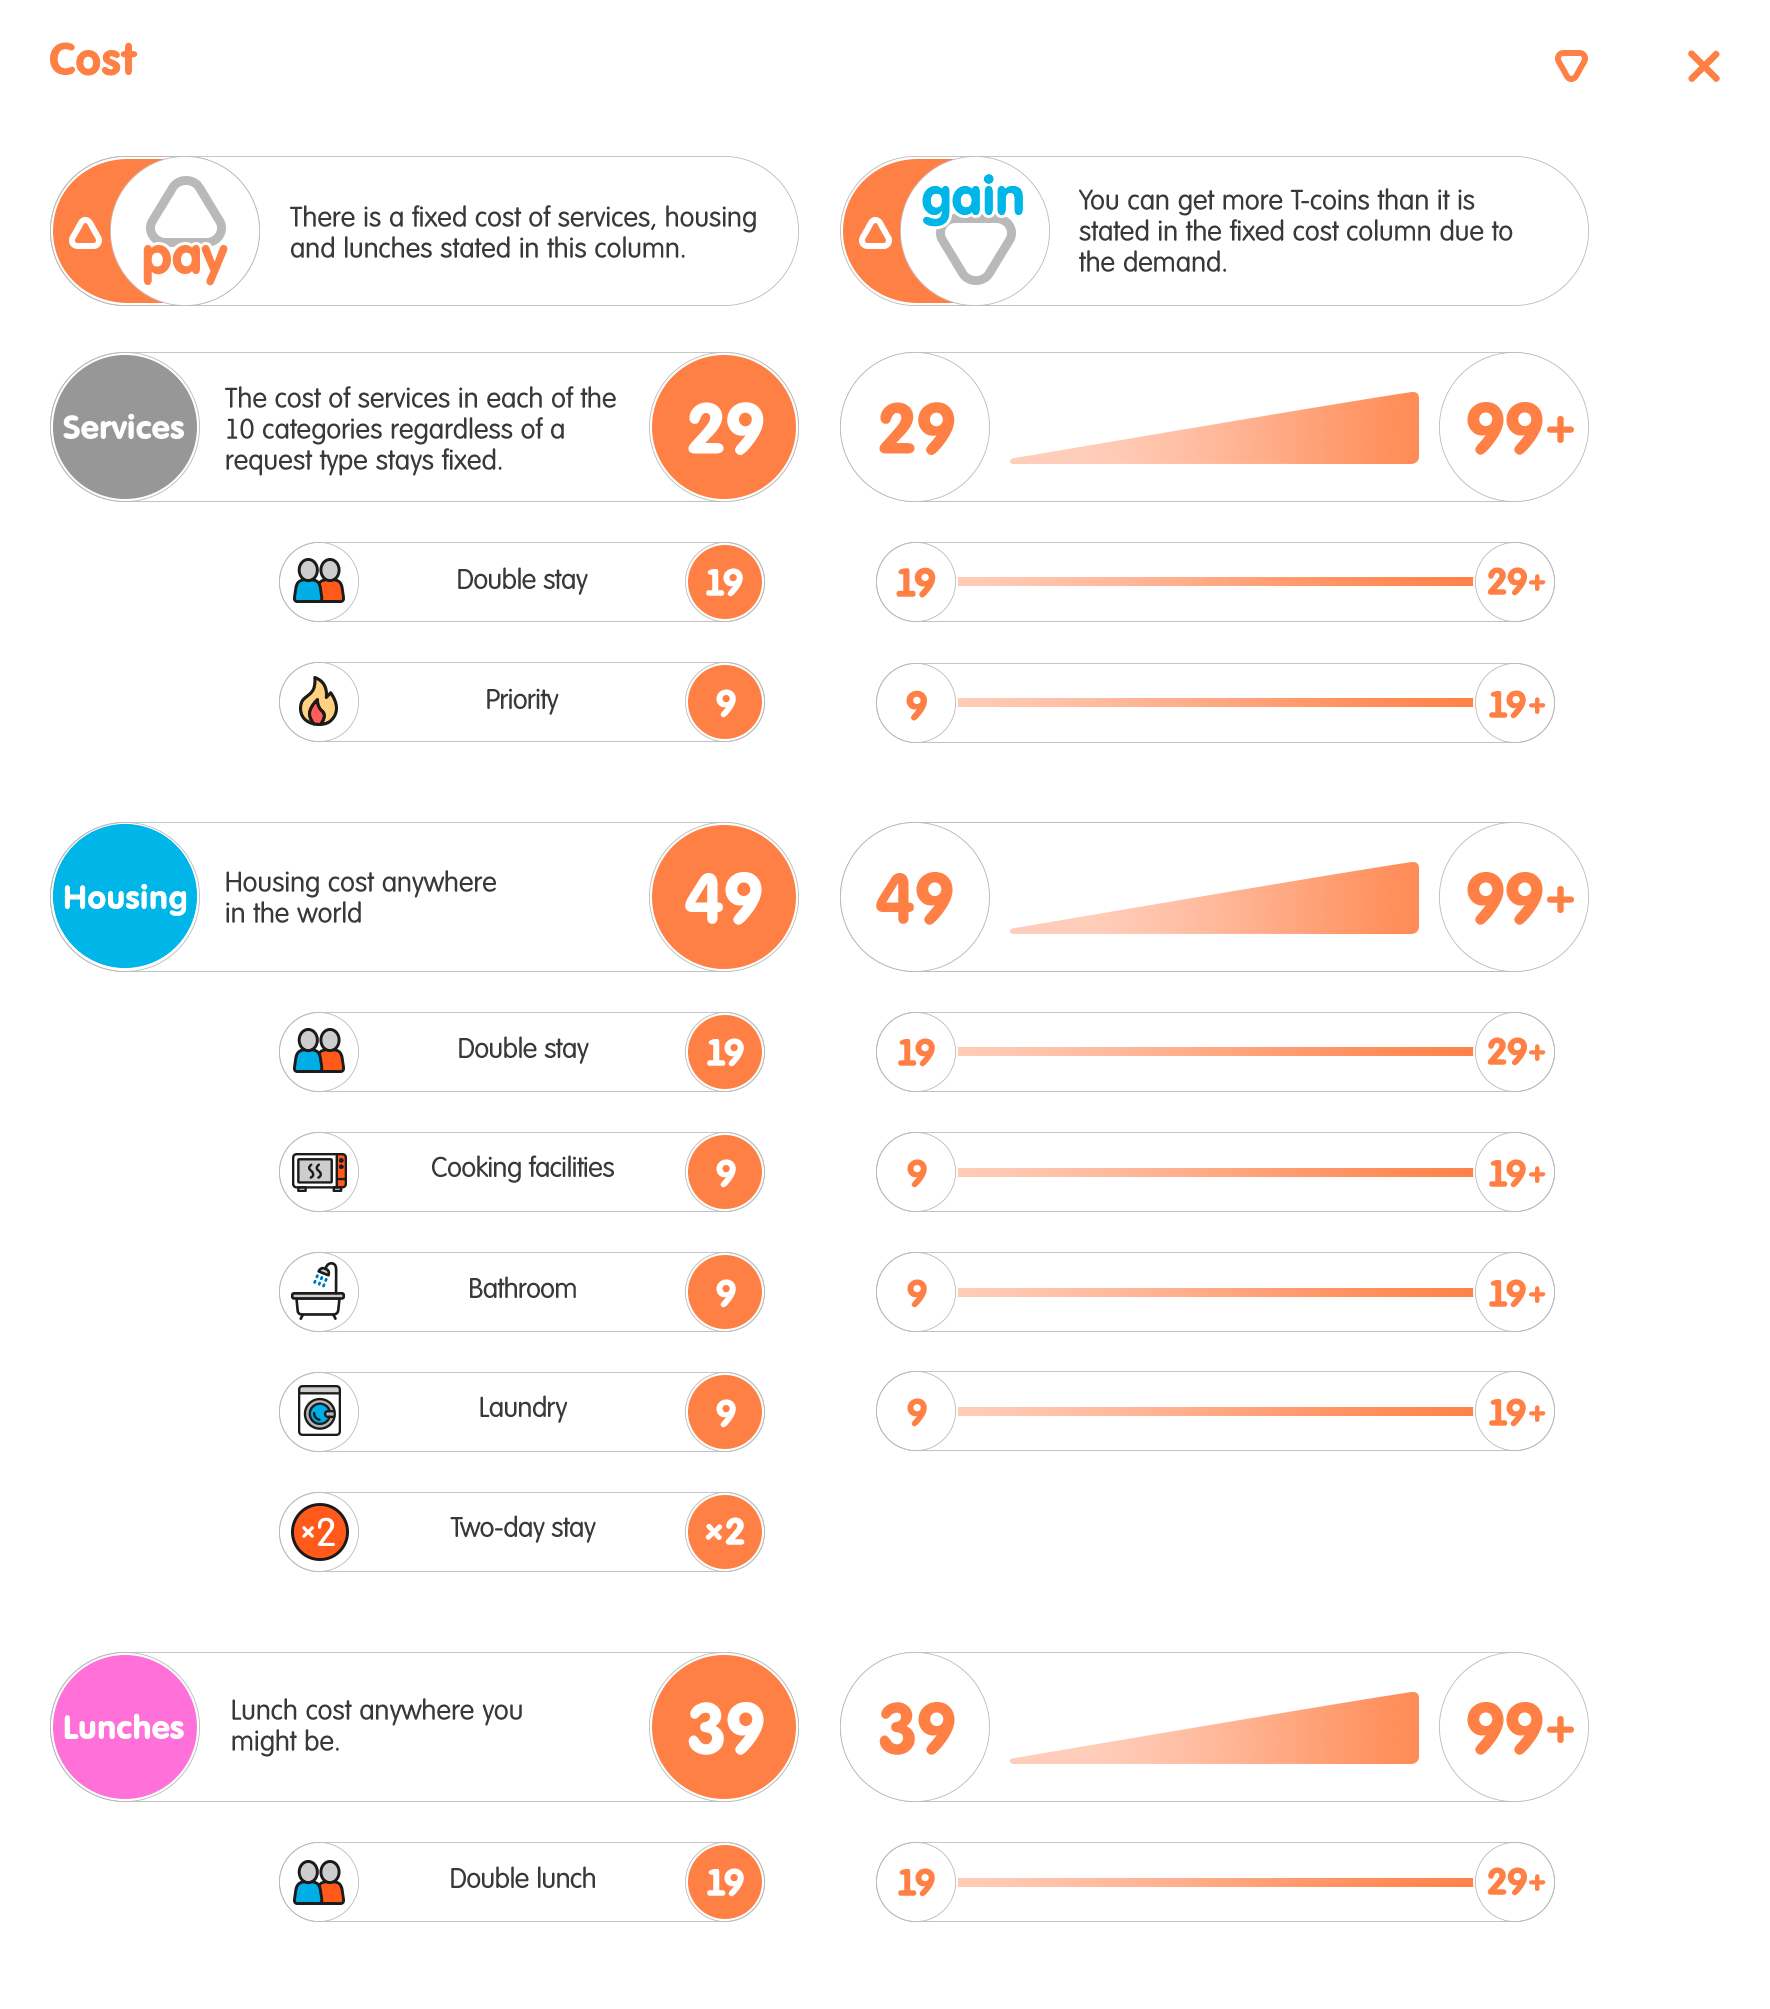 Cost
pay
There is a fixed cost of services, housing
and lunches stated in this column.
gain
You can get more T-coins than it is
stated in the fixed cost column due to
the demand.
Services
The cost of services in each of the
10 categories regardless of a
request type stays fixed.
29
29
99+
Double stay
19
19
29+
Priority
9
9
19+
Housing
Housing cost anywhere
in the world
49
49
99+
Double stay
19
19
29+
Cooking facilities
9
9
19+
Bathroom
9
9
19+
Laundry
9
9
19+
×2
Two-day stay
×2
Lunches
Lunch cost anywhere you
might be.
39
39
99+
Double lunch
19
19
29+